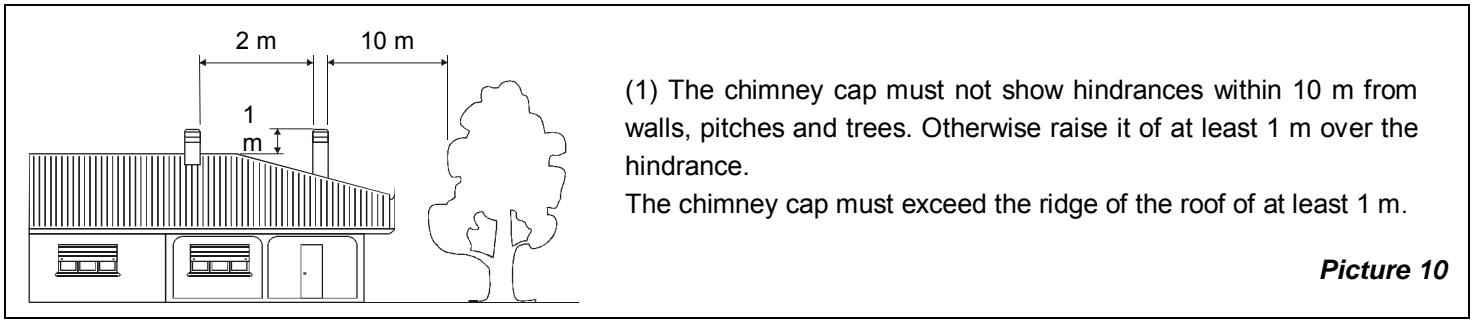 2 m
10 m
1
m
(1) The chimney cap must not show hindrances within 10 m from
walls, pitches and trees. Otherwise raise it of at least 1 m over the
hindrance.
The chimney cap must exceed the ridge of the roof of at least 1 m.
Picture 10